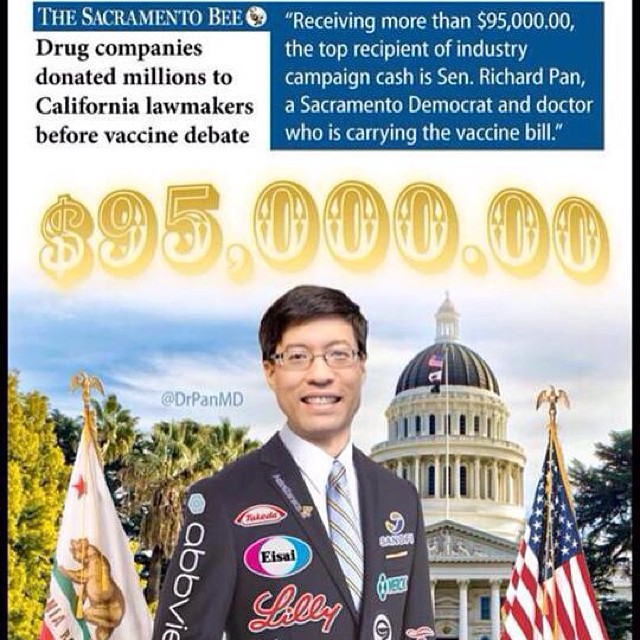 THE SACRAMENTO BEE
Drug companies
donated millions to
California lawmakers
before vaccine debate
“Receiving more than $95,000.00,
the top recipient of industry
campaign cash is Sen. Richard Pan,
a Sacramento Democrat and doctor
who is carrying the vaccine bill.”
$95,000.00
@DrPanMD
AstraZeneca
abbvie
Takeda
Eisai
Lilly
SANOFI
MERCK